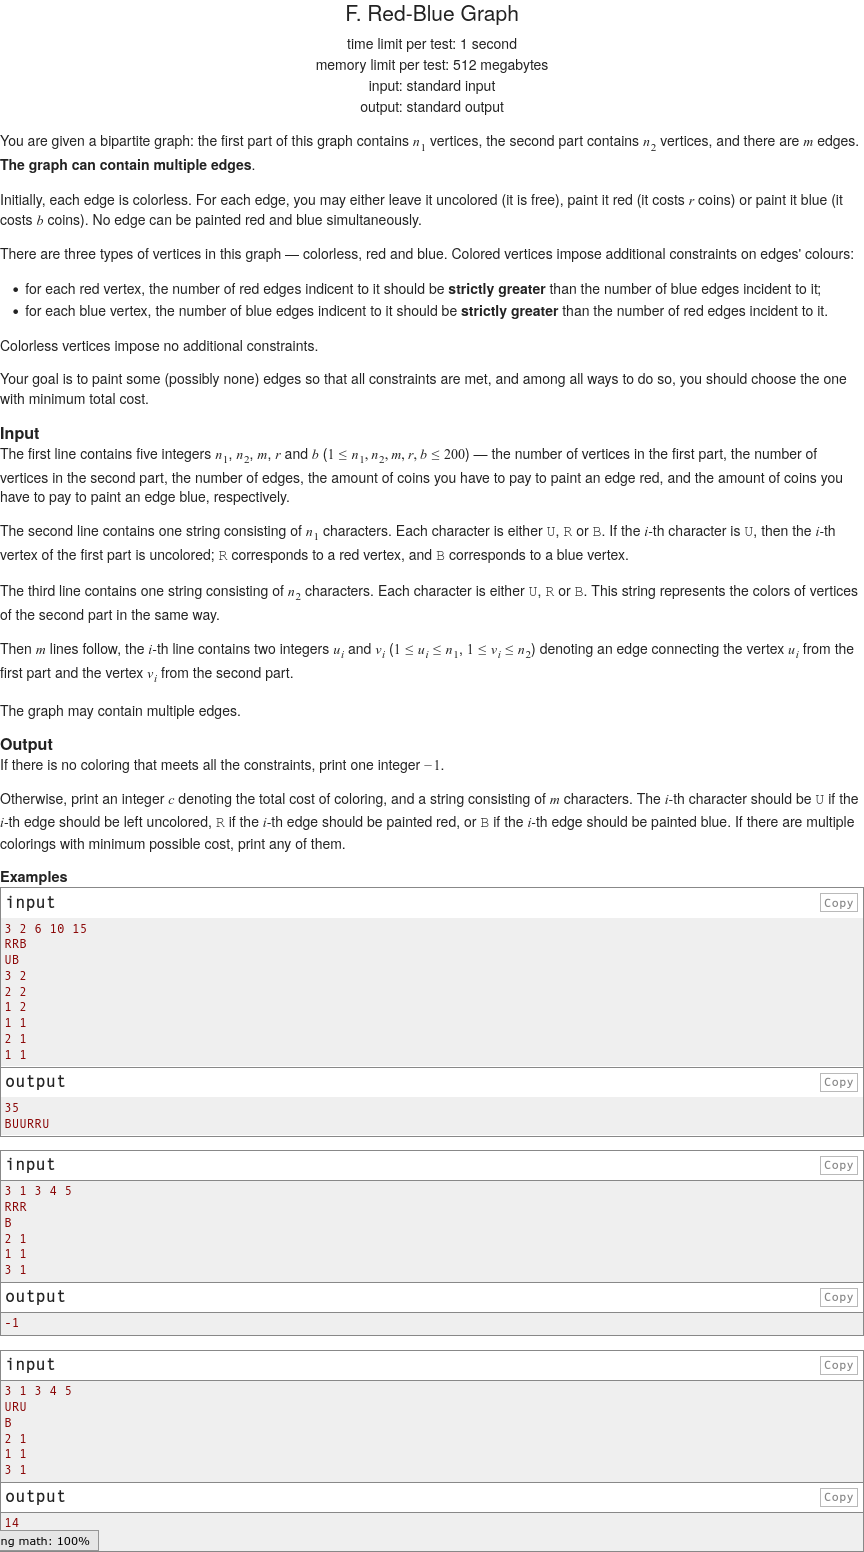 F. Red-Blue Graph
time limit per test: 1 second
memory limit per test: 512 megabytes
input: standard input
output: standard output
You are given a bipartite graph: the first part of this graph contains n1 vertices, the second part contains n2 vertices, and there are m edges.
The graph can contain multiple edges.
Initially, each edge is colorless. For each edge, you may either leave it uncolored (it is free), paint it red (it costs r coins) or paint it blue (it
costs b coins). No edge can be painted red and blue simultaneously.
There are three types of vertices in this graph — colorless, red and blue. Colored vertices impose additional constraints on edges' colours:
• for each red vertex, the number of red edges indicent to it should be strictly greater than the number of blue edges incident to it;
• for each blue vertex, the number of blue edges indicent to it should be strictly greater than the number of red edges incident to it.
Colorless vertices impose no additional constraints.
Your goal is to paint some (possibly none) edges so that all constraints are met, and among all ways to do so, you should choose the one
with minimum total cost.
Input
The first line contains five integers n1, n2, m, r and b (1 ≤ n1, n2, m, r, b ≤ 200) — the number of vertices in the first part, the number of
vertices in the second part, the number of edges, the amount of coins you have to pay to paint an edge red, and the amount of coins you
have to pay to paint an edge blue, respectively.
The second line contains one string consisting of n1 characters. Each character is either U, R or B. If the i-th character is U, then the i-th
vertex of the first part is uncolored; R corresponds to a red vertex, and B corresponds to a blue vertex.
The third line contains one string consisting of n2 characters. Each character is either U, R or B. This string represents the colors of vertices
of the second part in the same way.
Then m lines follow, the i-th line contains two integers ui and vi (1 ≤ ui ≤ n1, 1 ≤ vi ≤ n2) denoting an edge connecting the vertex ui from the
first part and the vertex vi from the second part.
The graph may contain multiple edges.
Output
If there is no coloring that meets all the constraints, print one integer −1.
Otherwise, print an integer c denoting the total cost of coloring, and a string consisting of m characters. The i-th character should be U if the
i-th edge should be left uncolored, R if the i-th edge should be painted red, or B if the i-th edge should be painted blue. If there are multiple
colorings with minimum possible cost, print any of them.
Examples
input Copy
3 2 6 10 15
RRB
UB
3 2
2 2
1 2
1 1
2 1
1 1
output Copy
35
BUURRU
input Copy
3 1 3 4 5
RRR
B
2 1
1 1
3 1
output Copy
-1
input Copy
3 1 3 4 5
URU
B
2 1
1 1
3 1
output Copy
14
ng math: 100%